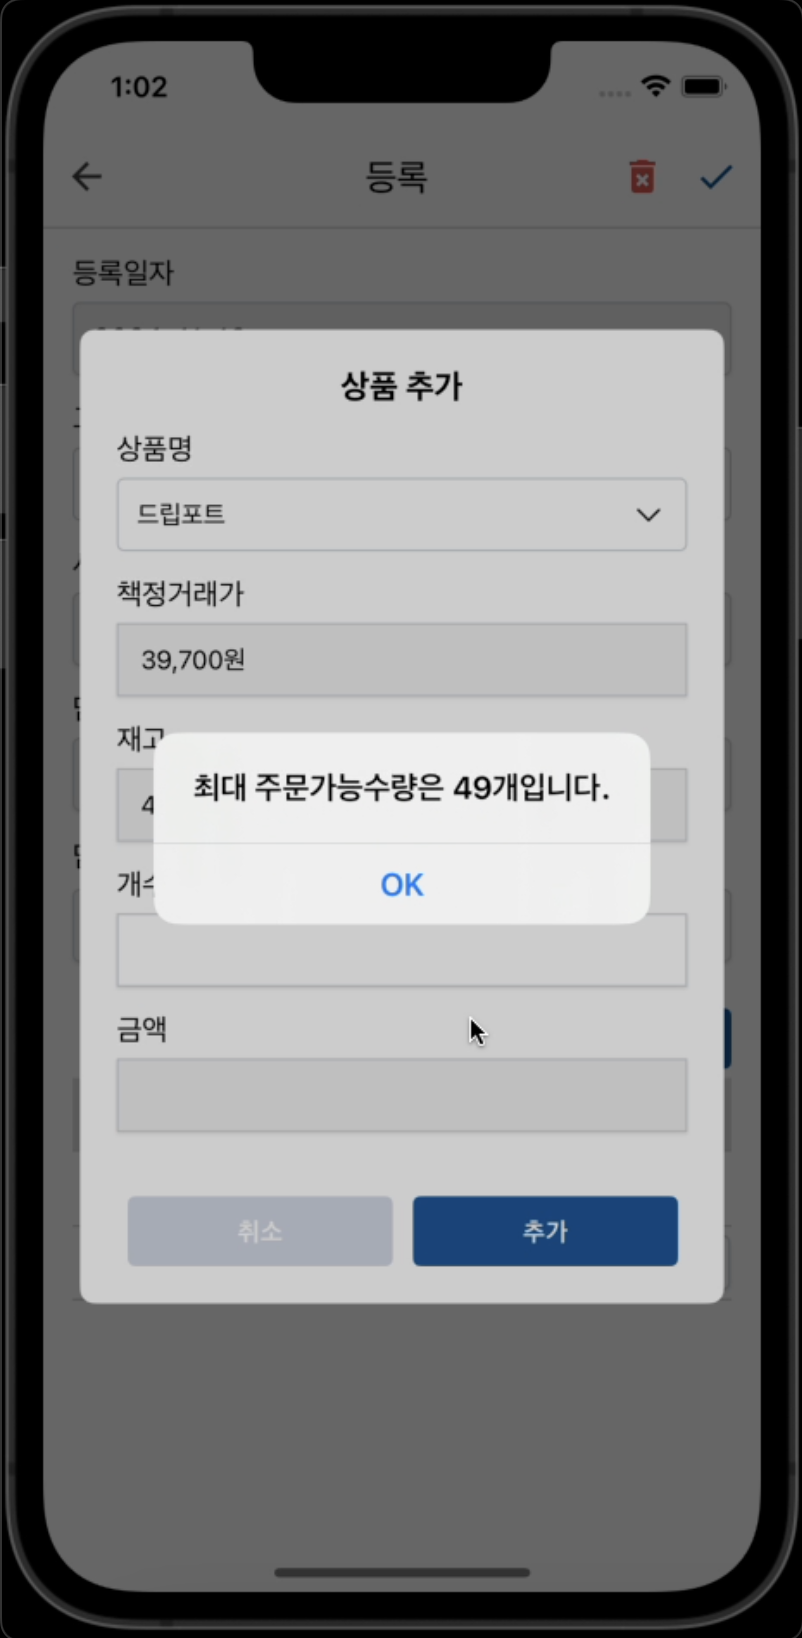 1:02
등록
등록일자
상품 추가
상품명
드립포트
책정거래가
39,700원
재고
4
최대 주문가능수량은 49개입니다.
OK
개수
금액
취소
추가